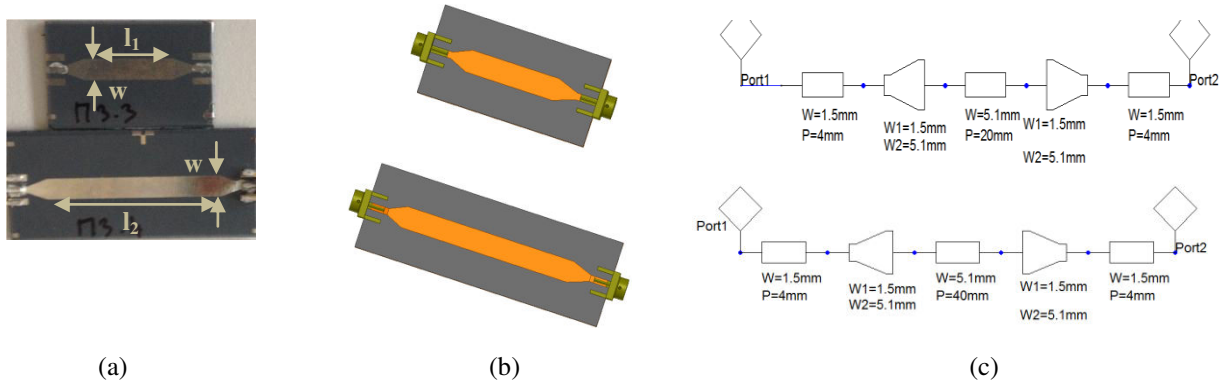 l₁
w
П3-3
w
l₂
П3-4
Port1
Port2
W=1.5mm
P=4mm
W1=1.5mm
W2=5.1mm
W=5.1mm
P=20mm
W1=1.5mm
W2=5.1mm
W=1.5mm
P=4mm
Port1
Port2
W=1.5mm
P=4mm
W1=1.5mm
W2=5.1mm
W=5.1mm
P=40mm
W1=1.5mm
W2=5.1mm
W=1.5mm
P=4mm
(a)
(b)
(c)